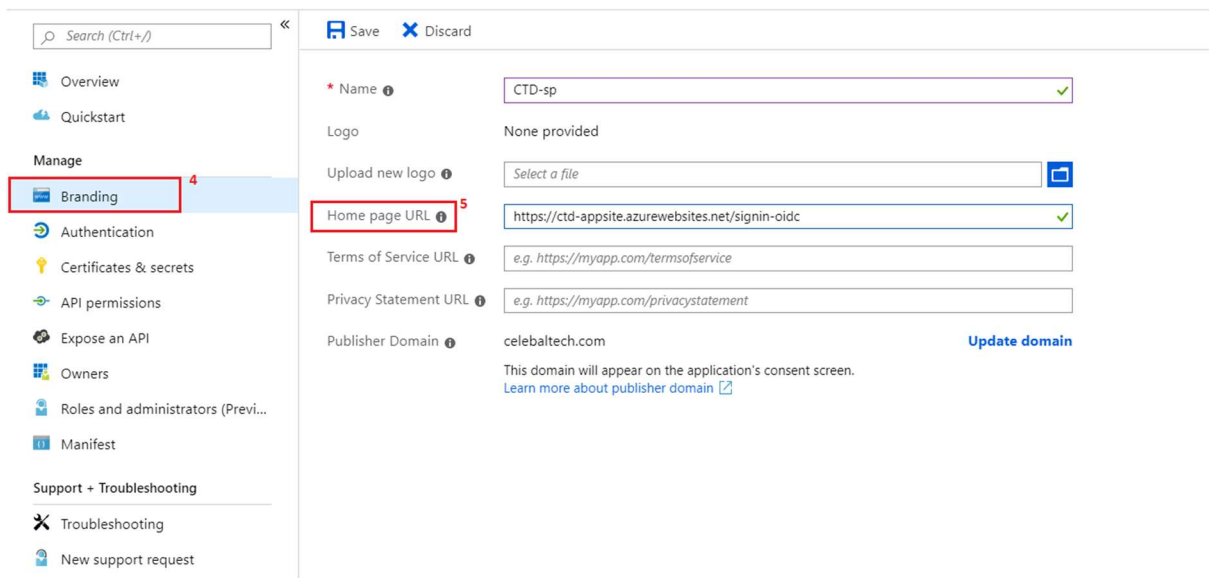 Search (Ctrl+/)
«
Overview
Quickstart
Manage
Branding
4
Authentication
Certificates & secrets
API permissions
Expose an API
Owners
Roles and administrators (Previ...
Manifest
Support + Troubleshooting
Troubleshooting
New support request
Save Discard
* Name
CTD-sp
Logo
None provided
Upload new logo
Select a file
Home page URL
5
https://ctd-appsite.azurewebsites.net/signin-oidc
Terms of Service URL
e.g. https://myapp.com/termsofservice
Privacy Statement URL
e.g. https://myapp.com/privacystatement
Publisher Domain
celebaltech.com
Update domain
This domain will appear on the application's consent screen.
Learn more about publisher domain